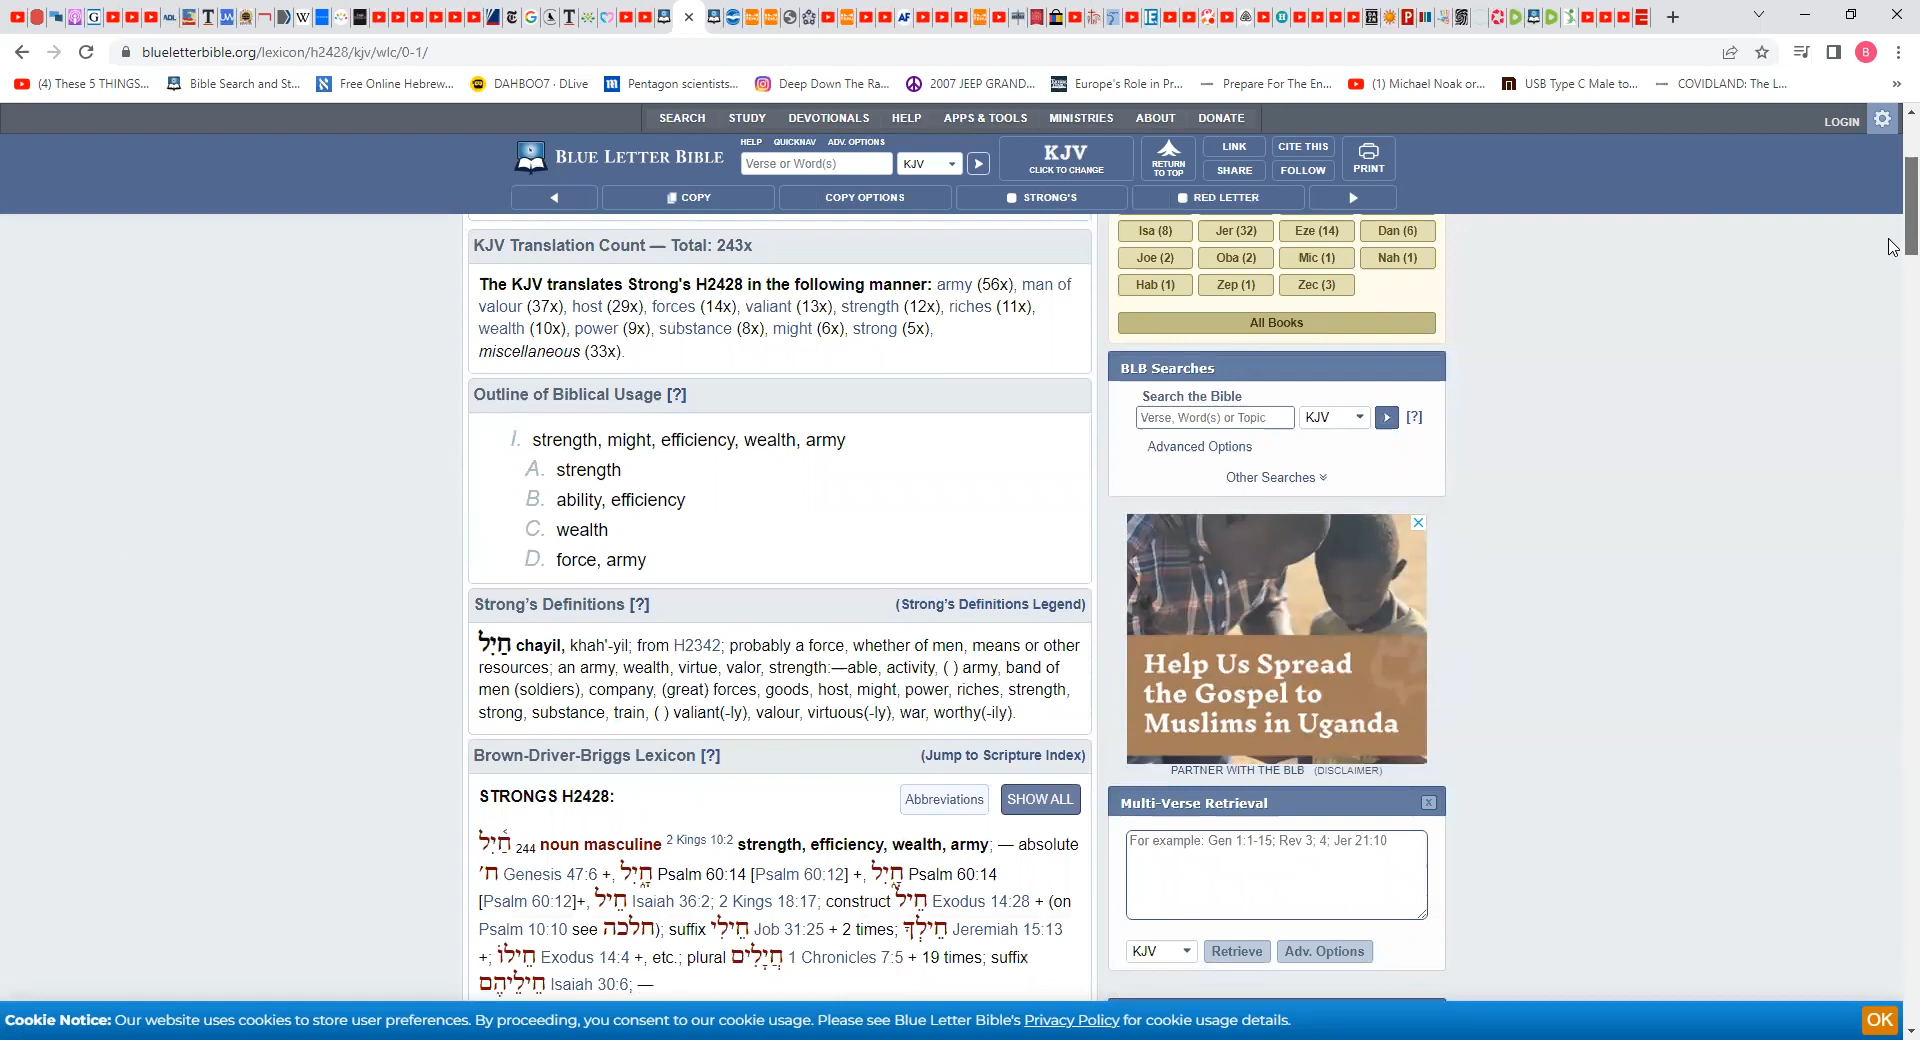 blueletterbible.org/lexicon/h2428/kjv/wlc/0-1/
(4) These 5 THINGS...
Bible Search and St...
Free Online Hebrew...
DAHBOO7 · DLive
Pentagon scientists...
Deep Down The Ra...
2007 JEEP GRAND...
Europe's Role in Pr...
Prepare For The En...
(1) Michael Noak or...
USB Type C Male to...
COVIDLAND: The L...
SEARCH STUDY DEVOTIONALS HELP APPS & TOOLS MINISTRIES ABOUT DONATE
LOGIN
BLUE LETTER BIBLE
HELP QUICKNAV ADV. OPTIONS
Verse or Word(s) KJV
KJV
CLICK TO CHANGE
RETURN
TO TOP
LINK CITE THIS
SHARE FOLLOW
PRINT
COPY COPY OPTIONS STRONG'S RED LETTER
KJV Translation Count — Total: 243x
The KJV translates Strong's H2428 in the following manner: army (56x), man of
valour (37x), host (29x), forces (14x), valiant (13x), strength (12x), riches (11x),
wealth (10x), power (9x), substance (8x), might (6x), strong (5x),
miscellaneous (33x).
Outline of Biblical Usage [?]
I. strength, might, efficiency, wealth, army
A. strength
B. ability, efficiency
C. wealth
D. force, army
Strong's Definitions [?] (Strong's Definitions Legend)
חַיִל chayil, khah'-yil; from H2342; probably a force, whether of men, means or other
resources; an army, wealth, virtue, valor, strength:—able, activity, ( ) army, band of
men (soldiers), company, (great) forces, goods, host, might, power, riches, strength,
strong, substance, train, ( ) valiant(-ly), valour, virtuous(-ly), war, worthy(-ily).
Brown-Driver-Briggs Lexicon [?] (Jump to Scripture Index)
STRONGS H2428: Abbreviations SHOW ALL
חַ֫יִל 244 noun masculine 2 Kings 10:2 strength, efficiency, wealth, army; — absolute
ח׳ Genesis 47:6 +, חָ֑יִל Psalm 60:14 [Psalm 60:12] +, חָ֑יִל Psalm 60:14
[Psalm 60:12]+, חֵיל Isaiah 36:2; 2 Kings 18:17; construct חֵיל Exodus 14:28 + (on
Psalm 10:10 see חלכה); suffix חֵילִי Job 31:25 + 2 times; חֵילְךָ Jeremiah 15:13
+; חֵילוֹ Exodus 14:4 +, etc.; plural חֲיָלִים 1 Chronicles 7:5 + 19 times; suffix
חֵילֵיהֶם Isaiah 30:6; —
Isa (8) Jer (32) Eze (14) Dan (6)
Joe (2) Oba (2) Mic (1) Nah (1)
Hab (1) Zep (1) Zec (3)
All Books
BLB Searches
Search the Bible
Verse, Word(s) or Topic KJV [?]
Advanced Options
Other Searches
Help Us Spread
the Gospel to
Muslims in Uganda
PARTNER WITH THE BLB (DISCLAIMER)
Multi-Verse Retrieval
For example: Gen 1:1-15; Rev 3; 4; Jer 21:10
KJV Retrieve Adv. Options
Cookie Notice: Our website uses cookies to store user preferences. By proceeding, you consent to our cookie usage. Please see Blue Letter Bible's Privacy Policy for cookie usage details.
OK